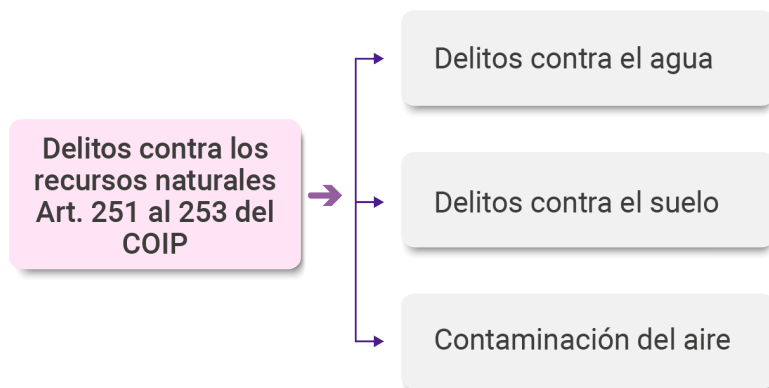 Delitos contra los
recursos naturales
Art. 251 al 253 del
COIP
Delitos contra el agua
Delitos contra el suelo
Contaminación del aire